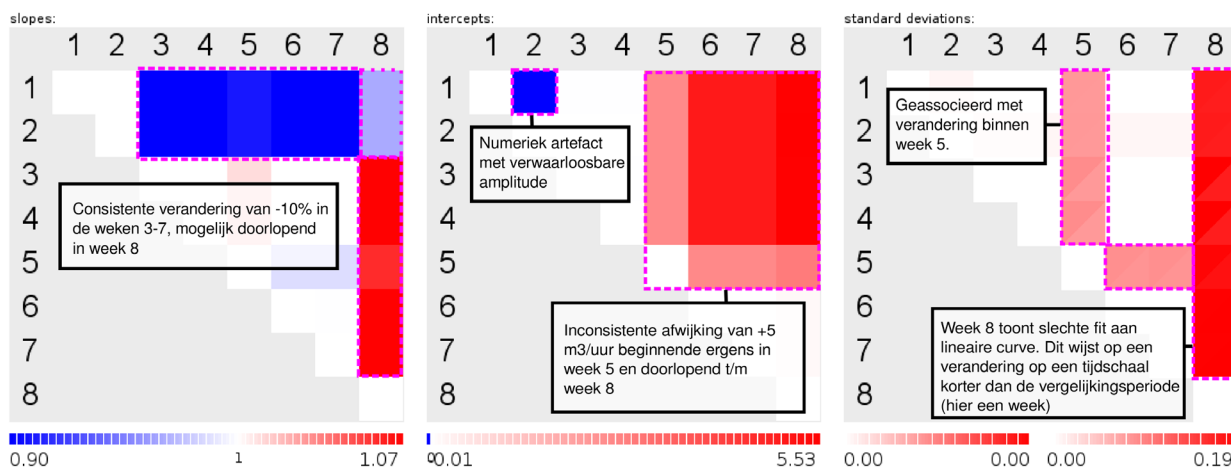 slopes:
1 2 3 4 5 6 7 8
1
2
3
4
5
6
7
8
Consistente verandering van -10% in
de weken 3-7, mogelijk doorlopend
in week 8
0.90 1 1.07
intercepts:
1 2 3 4 5 6 7 8
1
2
3
4
5
6
7
8
Numeriek artefact
met verwaarloosbare
amplitude
Inconsistente afwijking van +5
m3/uur beginnende ergens in
week 5 en doorlopend t/m
week 8
-0.01 5.53
standard deviations:
1 2 3 4 5 6 7 8
1
2
3
4
5
6
7
8
Geassocieerd met
verandering binnen
week 5.
Week 8 toont slechte fit aan
lineaire curve. Dit wijst op een
verandering op een tijdschaal
korter dan de vergelijkingsperiode
(hier een week)
0.00 0.00 0.00 0.19